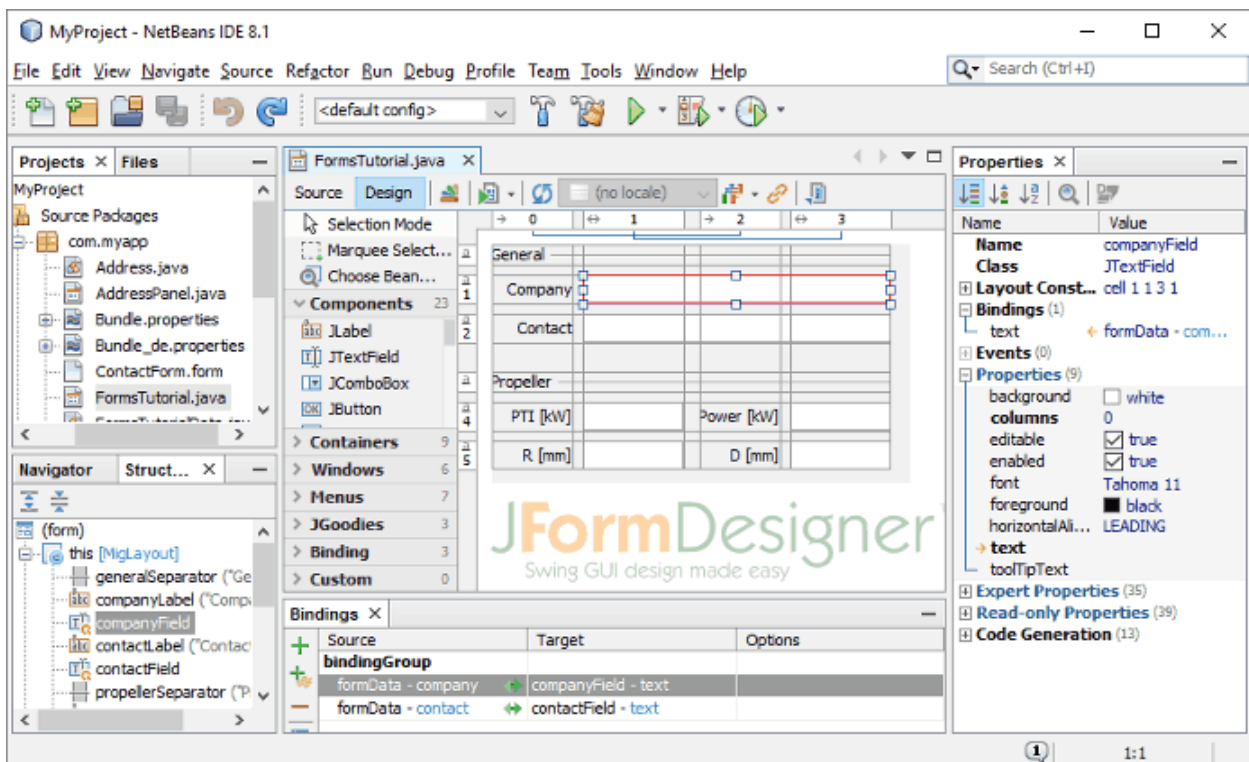 MyProject - NetBeans IDE 8.1
File Edit View Navigate Source Refactor Run Debug Profile Team Tools Window Help
Search (Ctrl+I)
<default config>
Projects
Files
MyProject
Source Packages
com.myapp
Address.java
AddressPanel.java
Bundle.properties
Bundle_de.properties
ContactForm.form
FormsTutorial.java
Navigator
Struct...
(form)
this [MigLayout]
generalSeparator ("Ge
companyLabel ("Comp
companyField
contactLabel ("Contac
contactField
propellerSeparator ("P
FormsTutorial.java
Source Design (no locale)
Selection Mode
Marquee Select...
Choose Bean...
Components 23
JLabel
JTextField
JComboBox
JButton
Containers 9
Windows 6
Menus 7
JGoodies 3
Binding 3
Custom 0
0 1 2 3
General
1 Company
2 Contact
Propeller
4 PTI [kW] Power [kW]
5 R [mm] D [mm]
JFormDesigner
Swing GUI design made easy
Bindings
Source Target Options
bindingGroup
formData - company companyField - text
formData - contact contactField - text
Properties
Name Value
Name companyField
Class JTextField
Layout Const... cell 1 1 3 1
Bindings (1)
text formData - com...
Events (0)
Properties (9)
background white
columns 0
editable true
enabled true
font Tahoma 11
foreground black
horizontalAli... LEADING
text
toolTipText
Expert Properties (35)
Read-only Properties (39)
Code Generation (13)
1 1:1